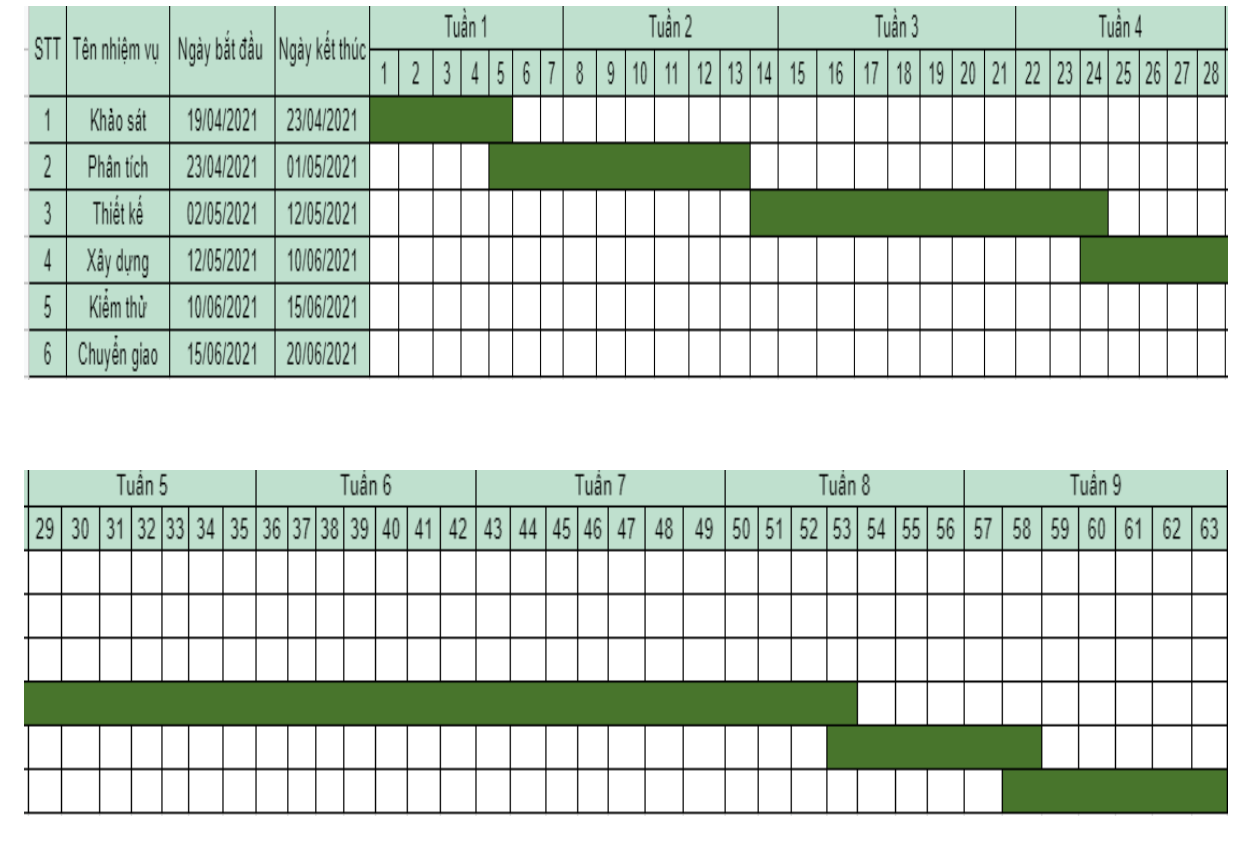 STT Tên nhiệm vụ Ngày bắt đầu Ngày kết thúc Tuần 1 Tuần 2 Tuần 3 Tuần 4
1 2 3 4 5 6 7 8 9 10 11 12 13 14 15 16 17 18 19 20 21 22 23 24 25 26 27 28
1 Khảo sát 19/04/2021 23/04/2021
2 Phân tích 23/04/2021 01/05/2021
3 Thiết kế 02/05/2021 12/05/2021
4 Xây dựng 12/05/2021 10/06/2021
5 Kiểm thử 10/06/2021 15/06/2021
6 Chuyển giao 15/06/2021 20/06/2021
Tuần 5 Tuần 6 Tuần 7 Tuần 8 Tuần 9
29 30 31 32 33 34 35 36 37 38 39 40 41 42 43 44 45 46 47 48 49 50 51 52 53 54 55 56 57 58 59 60 61 62 63